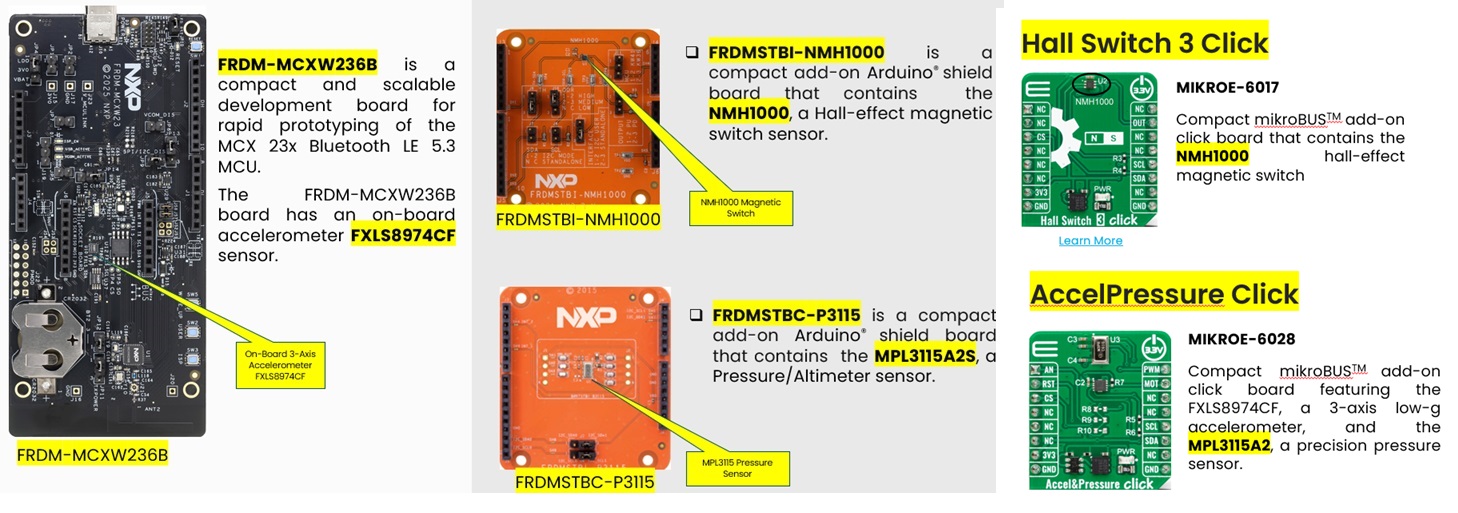 FRDM-MCXW236B is a
compact and scalable
development board for
rapid prototyping of the
MCX 23x Bluetooth LE 5.3
MCU.
The FRDM-MCXW236B
board has an on-board
accelerometer FXLS8974CF
sensor.
On-Board 3-Axis
Accelerometer
FXLS8974CF
NXP
© 2025 NXP
FRDM-MCXW23
FRDM-MCXW236B
NMH1000
NXP
FRDMSTBI-NMH1000
FRDMSTBI-NMH1000
❑ FRDMSTBI-NMH1000 is a
compact add-on Arduino® shield
board that contains the
NMH1000, a Hall-effect magnetic
switch sensor.
NMH1000 Magnetic
Switch
© 2015
NXP
FRDMSTBC-P3115
❑ FRDMSTBC-P3115 is a compact
add-on Arduino® shield board
that contains the MPL3115A2S, a
Pressure/Altimeter sensor.
MPL3115 Pressure
Sensor
Hall Switch 3 Click
U2
NMH1000
3.3V
NC
NC
CS
NC
NC
NC
3V3
GND
NC
OUT
NC
NC
SCL
SDA
NC
GND
N S
R3
R4
PWR
Hall Switch 3 click
Learn More
MIKROE-6017
Compact mikroBUS™ add-on
click board that contains the
NMH1000 hall-effect
magnetic switch
AccelPressure Click
C3
U3
C4
3.3V
AN
RST
CS
NC
NC
NC
3V3
GND
PWM
MOT
NC
NC
SCL
SDA
NC
GND
C2
R7
R8
R9
R10
R5
R6
PWR
Accel&Pressure click
MIKROE-6028
Compact mikroBUS™ add-on
click board featuring the
FXLS8974CF, a 3-axis low-g
accelerometer, and the
MPL3115A2, a precision pressure
sensor.